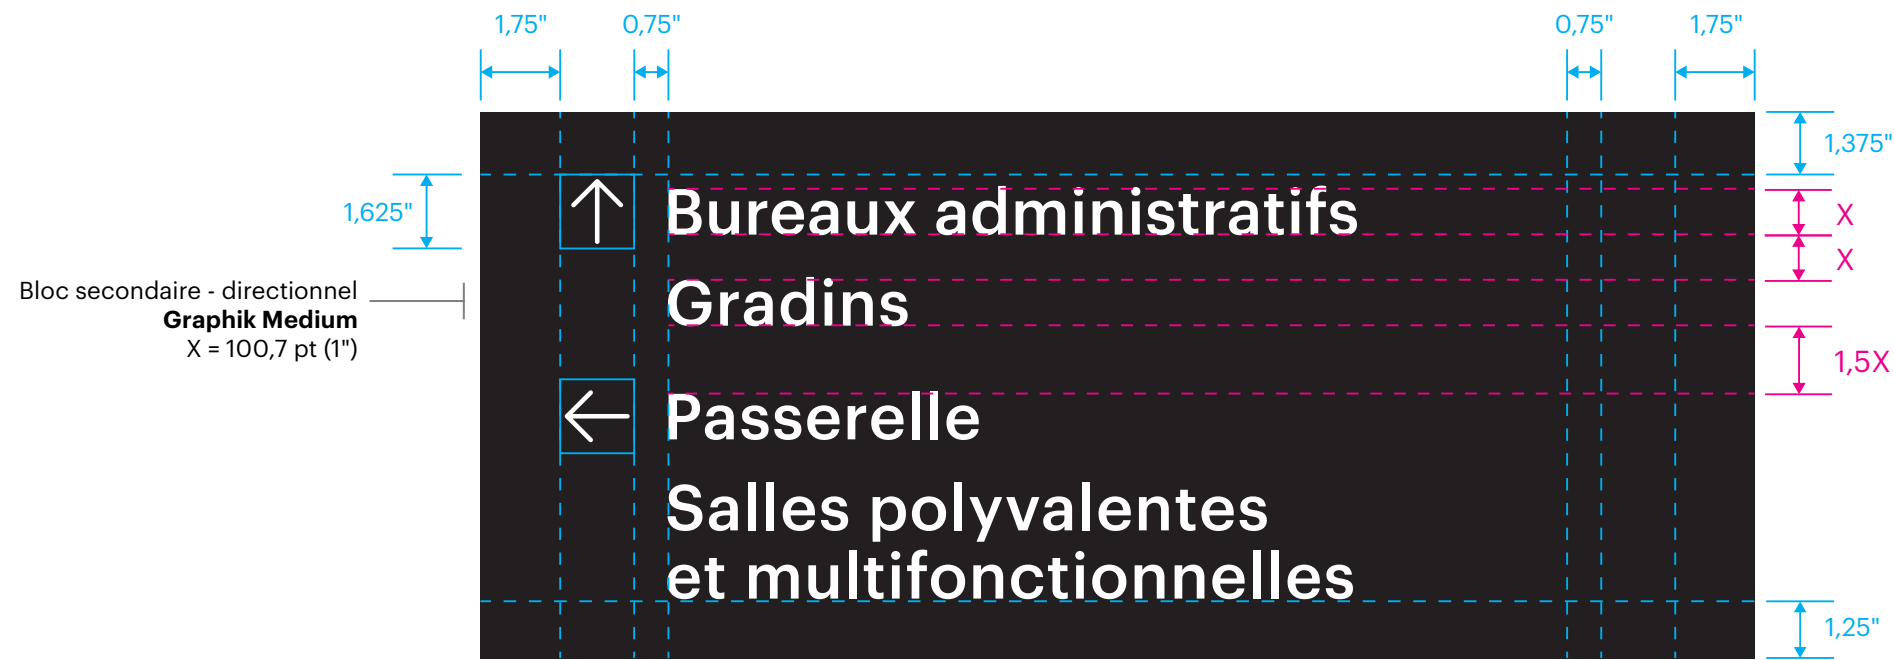 1,75" 0,75" 0,75" 1,75"
1,375"
1,625"
Bureaux administratifs
X
X
Bloc secondaire - directionnel
Graphik Medium
X = 100,7 pt (1")
Gradins
1,5X
Passerelle
Salles polyvalentes
et multifonctionnelles
1,25"